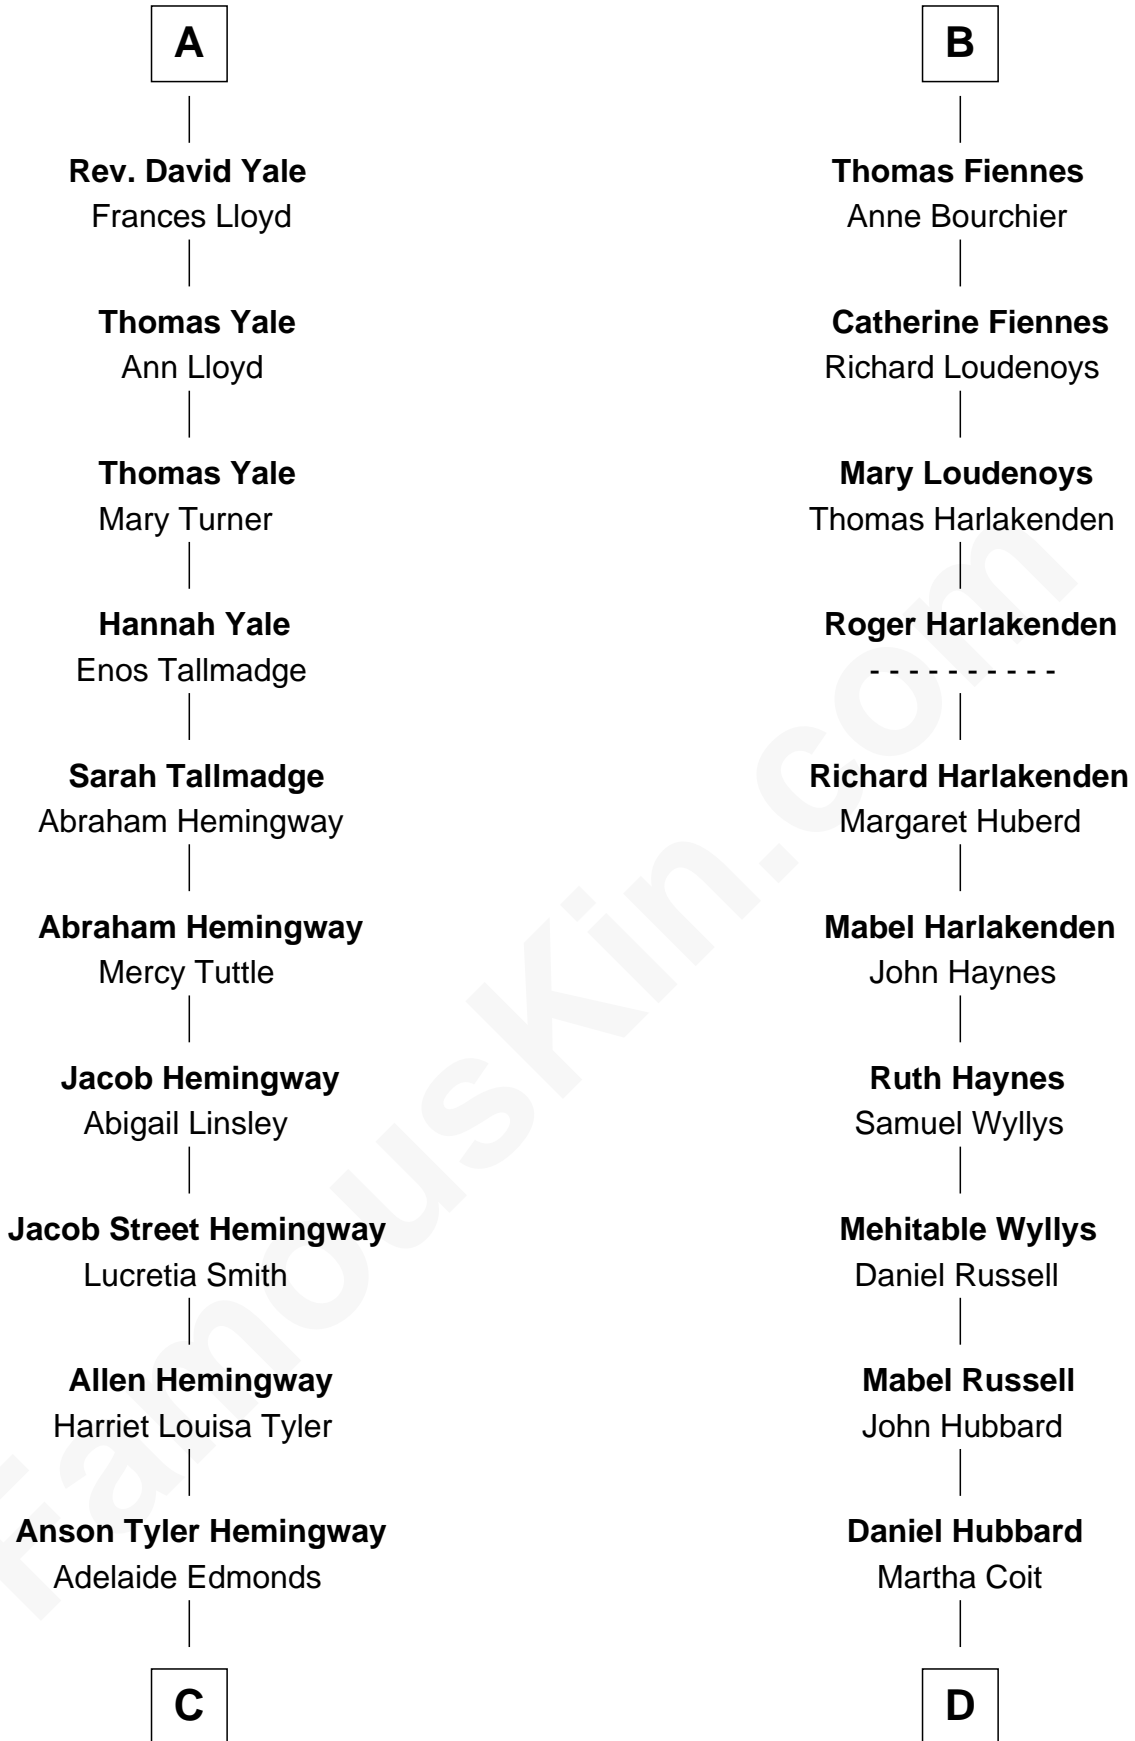 A
Rev. David Yale
Frances Lloyd
Thomas Yale
Ann Lloyd
Thomas Yale
Mary Turner
Hannah Yale
Enos Tallmadge
Sarah Tallmadge
Abraham Hemingway
Abraham Hemingway
Mercy Tuttle
Jacob Hemingway
Abigail Linsley
Jacob Street Hemingway
Lucretia Smith
Allen Hemingway
Harriet Louisa Tyler
Anson Tyler Hemingway
Adelaide Edmonds
C
B
Thomas Fiennes
Anne Bourchier
Catherine Fiennes
Richard Loudenoys
Mary Loudenoys
Thomas Harlakenden
Roger Harlakenden
- - - - - - - - - -
Richard Harlakenden
Margaret Huberd
Mabel Harlakenden
John Haynes
Ruth Haynes
Samuel Wyllys
Mehitable Wyllys
Daniel Russell
Mabel Russell
John Hubbard
Daniel Hubbard
Martha Coit
D
FamousKin.com